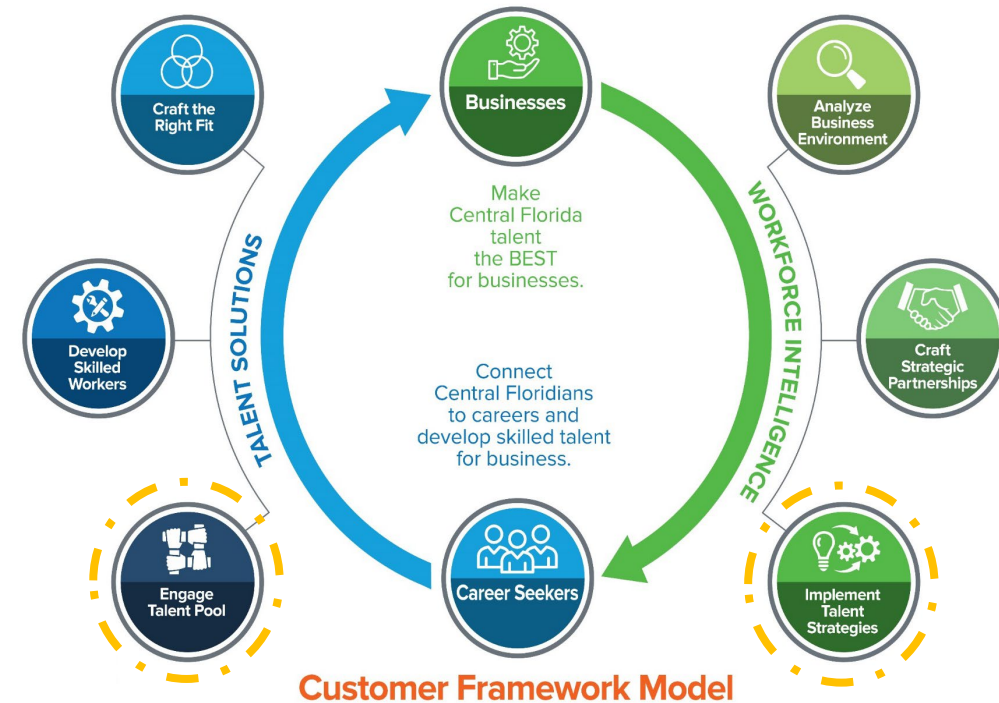 Craft the
Right Fit
Businesses
Analyze
Business
Environment
Make
Central Florida
talent
the BEST
for businesses.
TALENT SOLUTIONS
WORKFORCE INTELLIGENCE
Develop
Skilled
Workers
Craft
Strategic
Partnerships
Connect
Central Floridians
to careers and
develop skilled talent
for business.
Engage
Talent Pool
Career Seekers
Implement
Talent
Strategies
Customer Framework Model